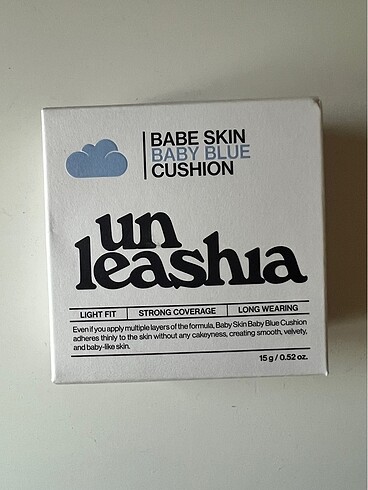 BABE SKIN
BABY BLUE
CUSHION
un
leashia
LIGHT FIT | STRONG COVERAGE | LONG WEARING
Even if you apply multiple layers of the formula, Baby Skin Baby Blue Cushion
adheres thinly to the skin without any cakeyness, creating smooth, velvety,
and baby-like skin.
15 g / 0.52 oz.